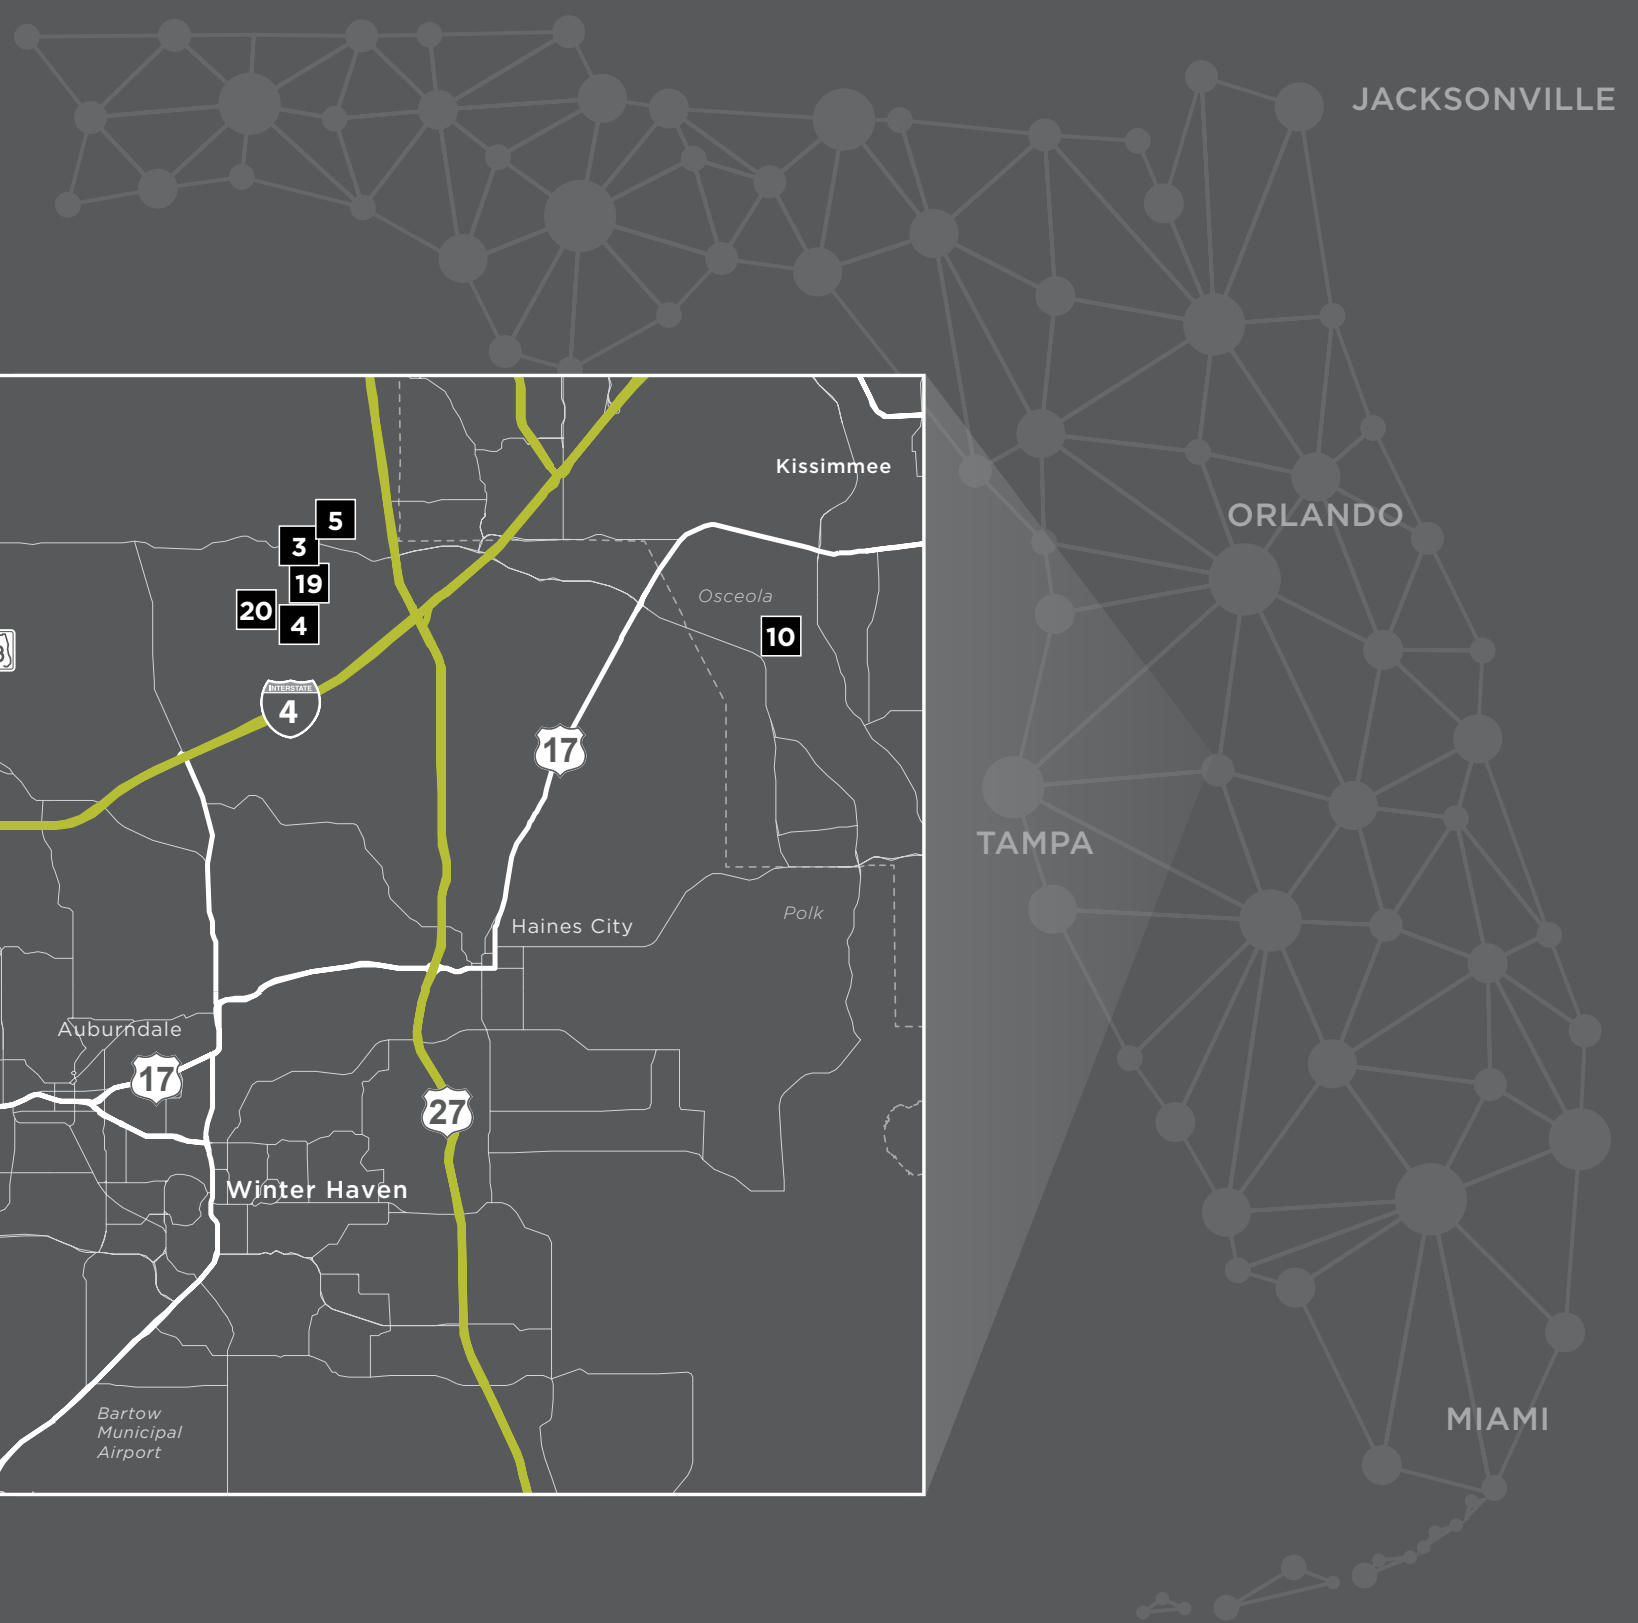 JACKSONVILLE
Kissimmee
ORLANDO
5
3
19
20
4
Osceola
10
INTERSTATE
4
17
TAMPA
Polk
Haines City
Auburndale
17
27
Winter Haven
Bartow
Municipal
Airport
MIAMI